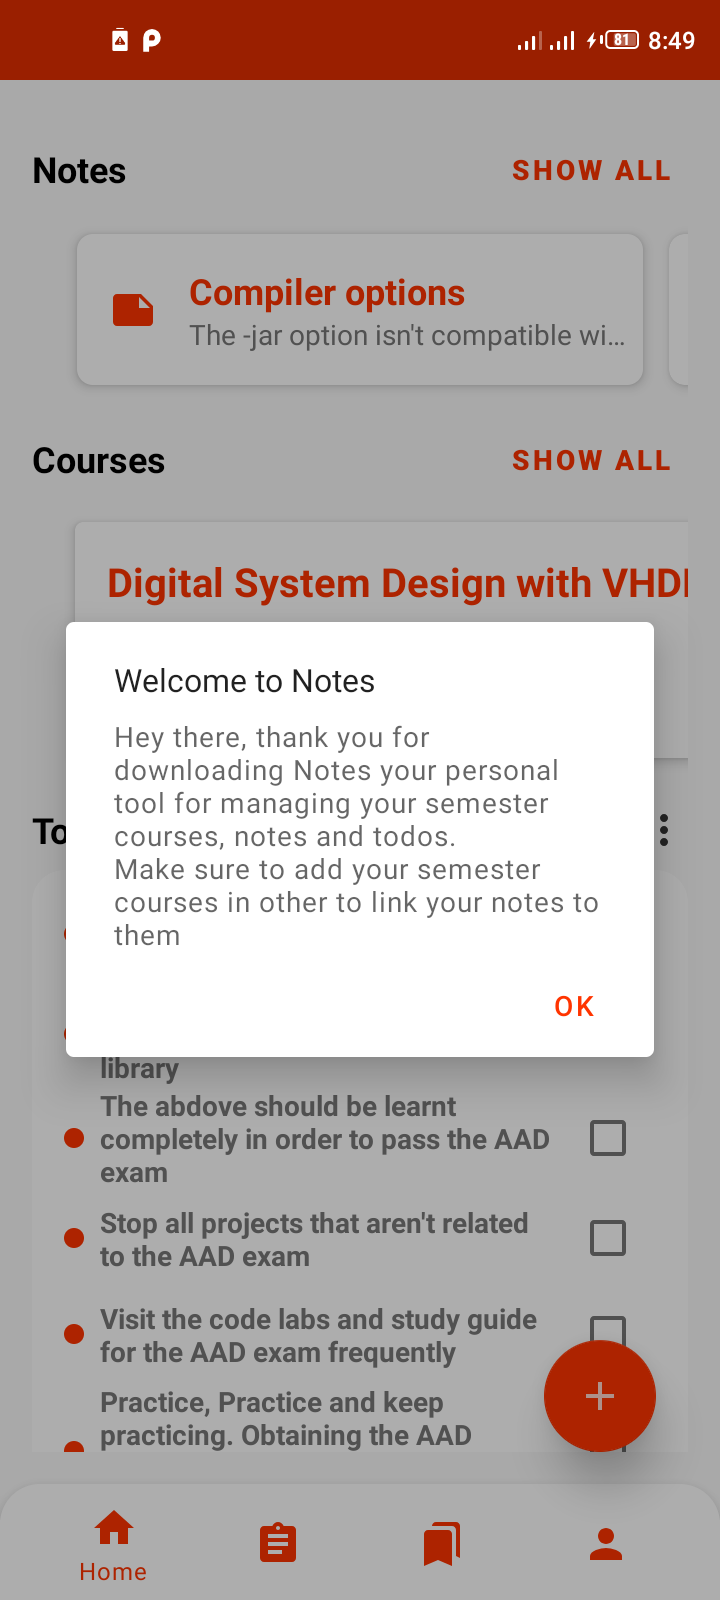 81 8:49
Notes SHOW ALL
Compiler options
The -jar option isn't compatible wi...
Courses SHOW ALL
Digital System Design with VHD
Welcome to Notes
Hey there, thank you for
downloading Notes your personal
tool for managing your semester
courses, notes and todos.
Make sure to add your semester
courses in other to link your notes to
them
OK
To
library
The abdove should be learnt
completely in order to pass the AAD
exam
Stop all projects that aren't related
to the AAD exam
Visit the code labs and study guide
for the AAD exam frequently
Practice, Practice and keep
practicing. Obtaining the AAD
Home